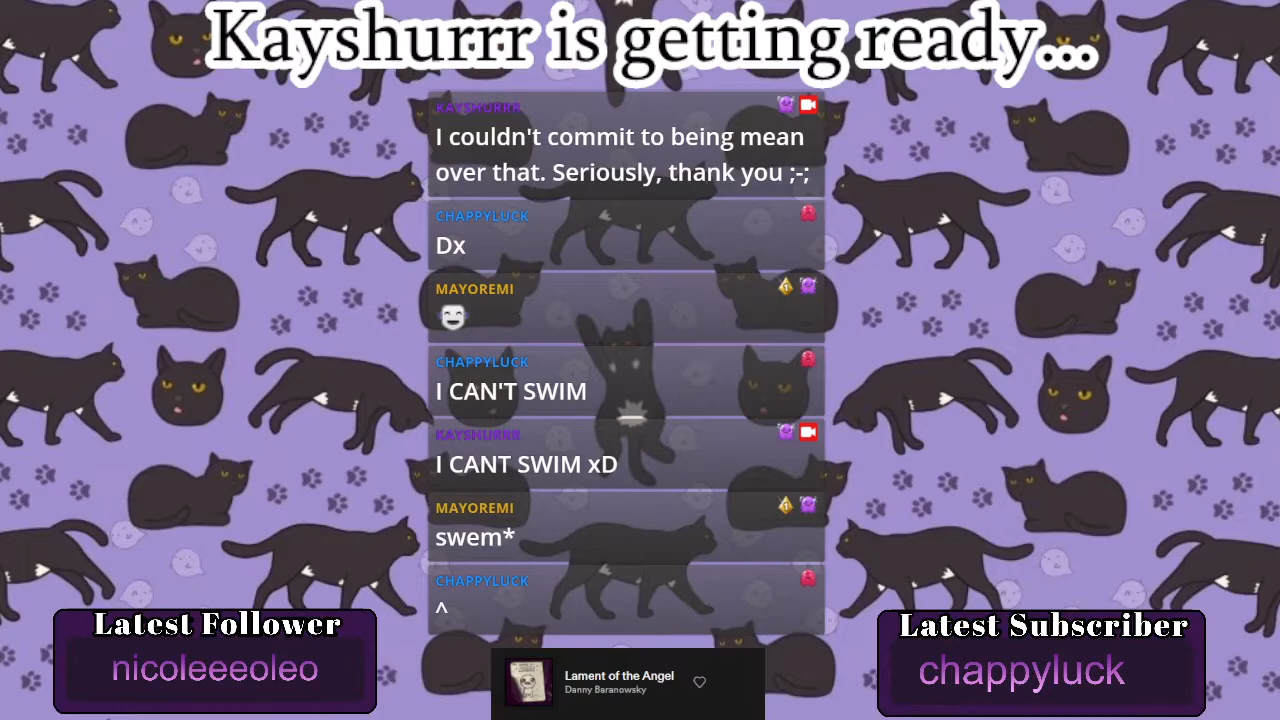 Kayshurrr is getting ready...
KAYSHURRR
I couldn't commit to being mean
over that. Seriously, thank you ;-;
CHAPPYLUCK
Dx
MAYOREMI
CHAPPYLUCK
I CAN'T SWIM
KAYSHURRR
I CANT SWIM xD
MAYOREMI
swem*
CHAPPYLUCK
^
Latest Follower
nicoleeeoleo
Latest Subscriber
chappyluck
Lament of the Angel
Danny Baranowsky